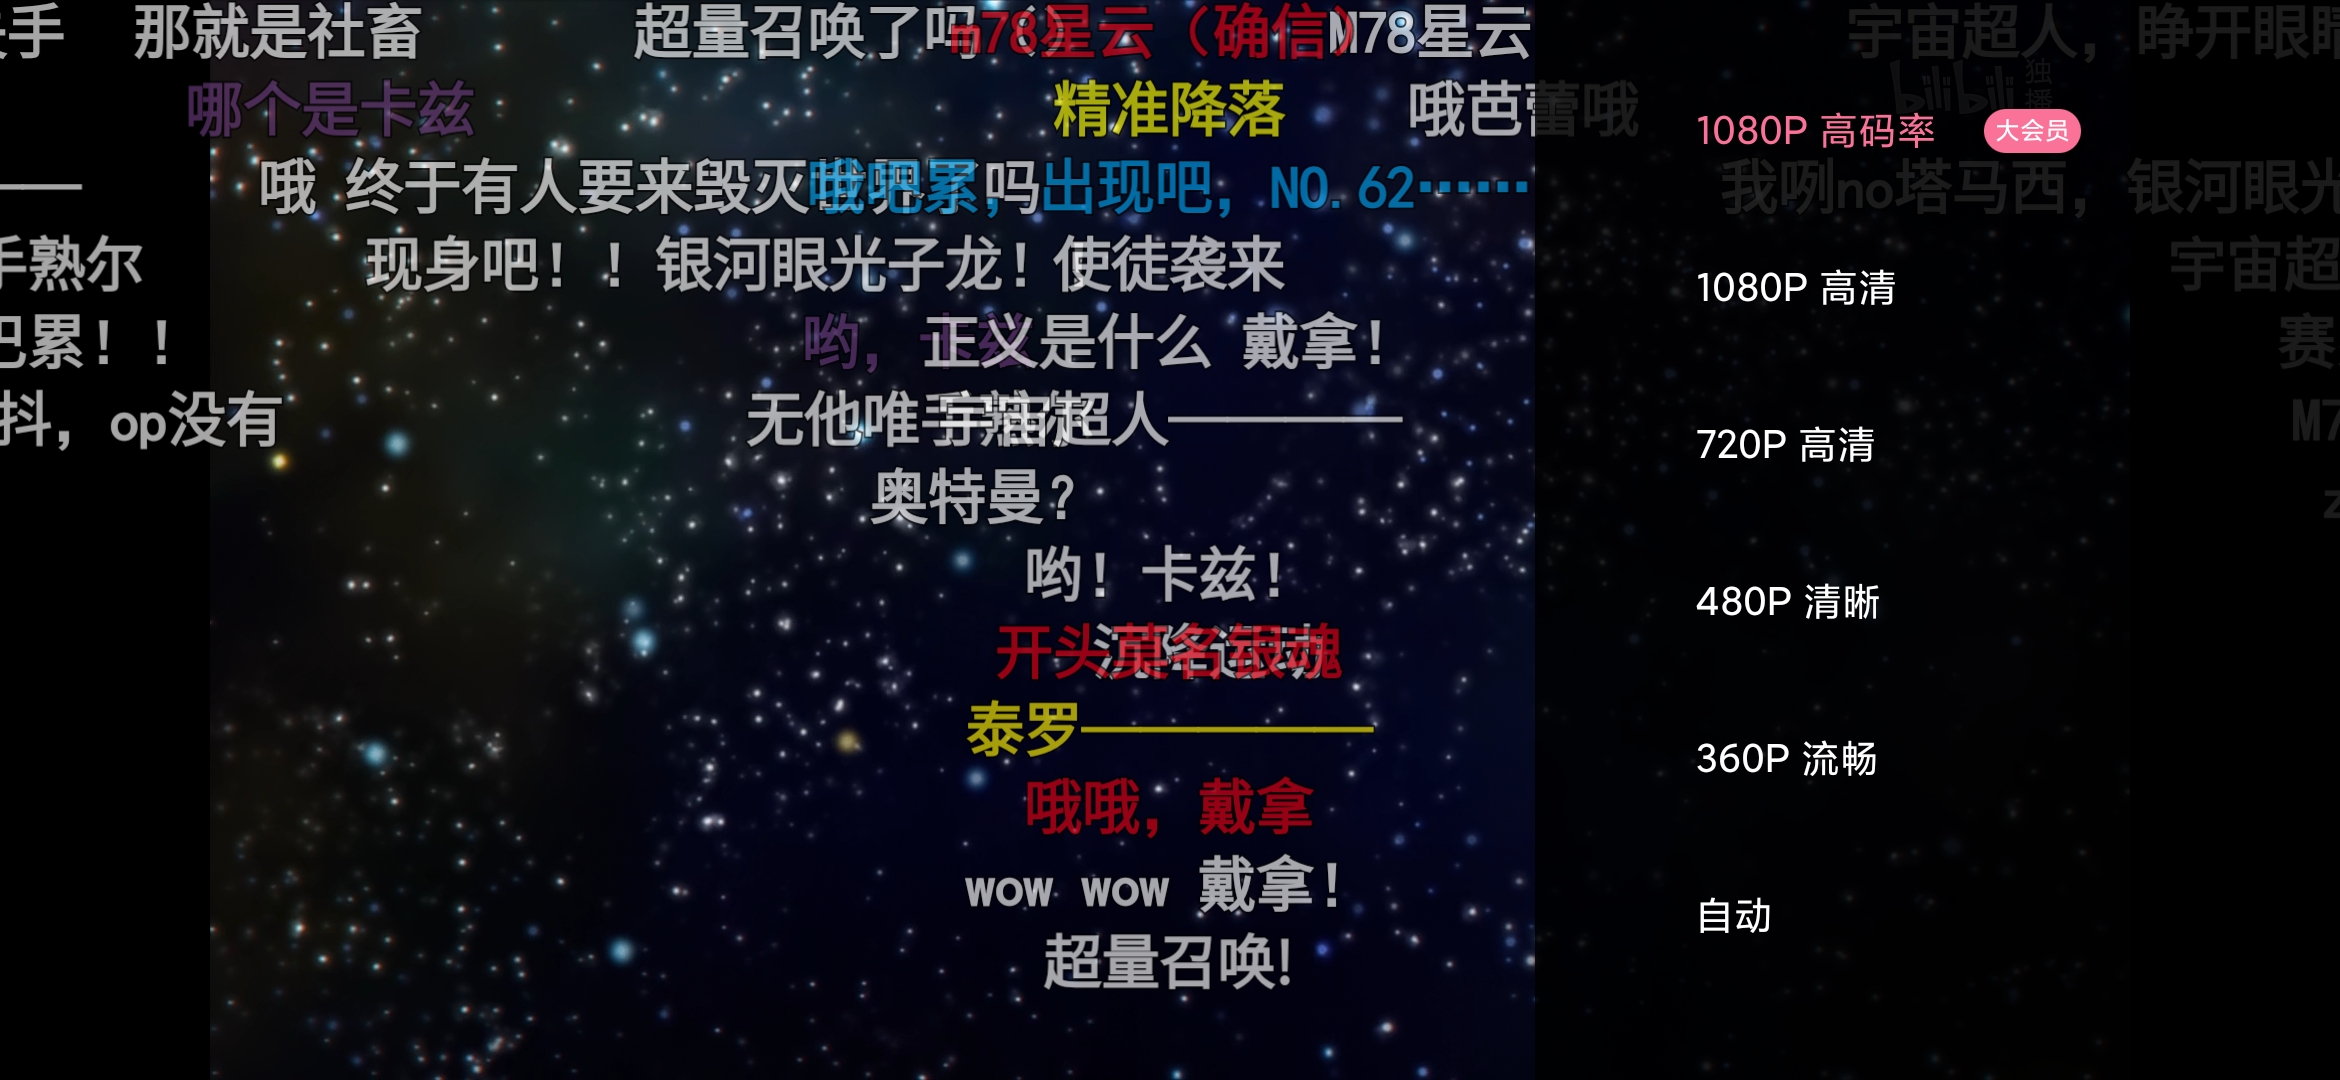 那就是社畜
超量召唤了吗
m78星云（确信）
M78星云
宇宙超人，睁开眼睛
哪个是卡兹
精准降落
哦芭蕾哦
bilibili
独播
1080P 高码率
大会员
哦
终于有人要来毁灭
吗
哦吧累，出现吧，NO.62……
我咧no塔马西，银河眼光
手熟尔
现身吧！！银河眼光子龙！
使徒袭来
1080P 高清
宇宙超
巴累！！
哟，卡兹
正义是什么
戴拿！
赛
抖，op没有
无他唯手熟尔
宇宙超人————
720P 高清
M7
奥特曼？
哟！卡兹！
480P 清晰
开头莫名银魂
泰罗—————
360P 流畅
哦哦，戴拿
wow wow 戴拿！
自动
超量召唤!